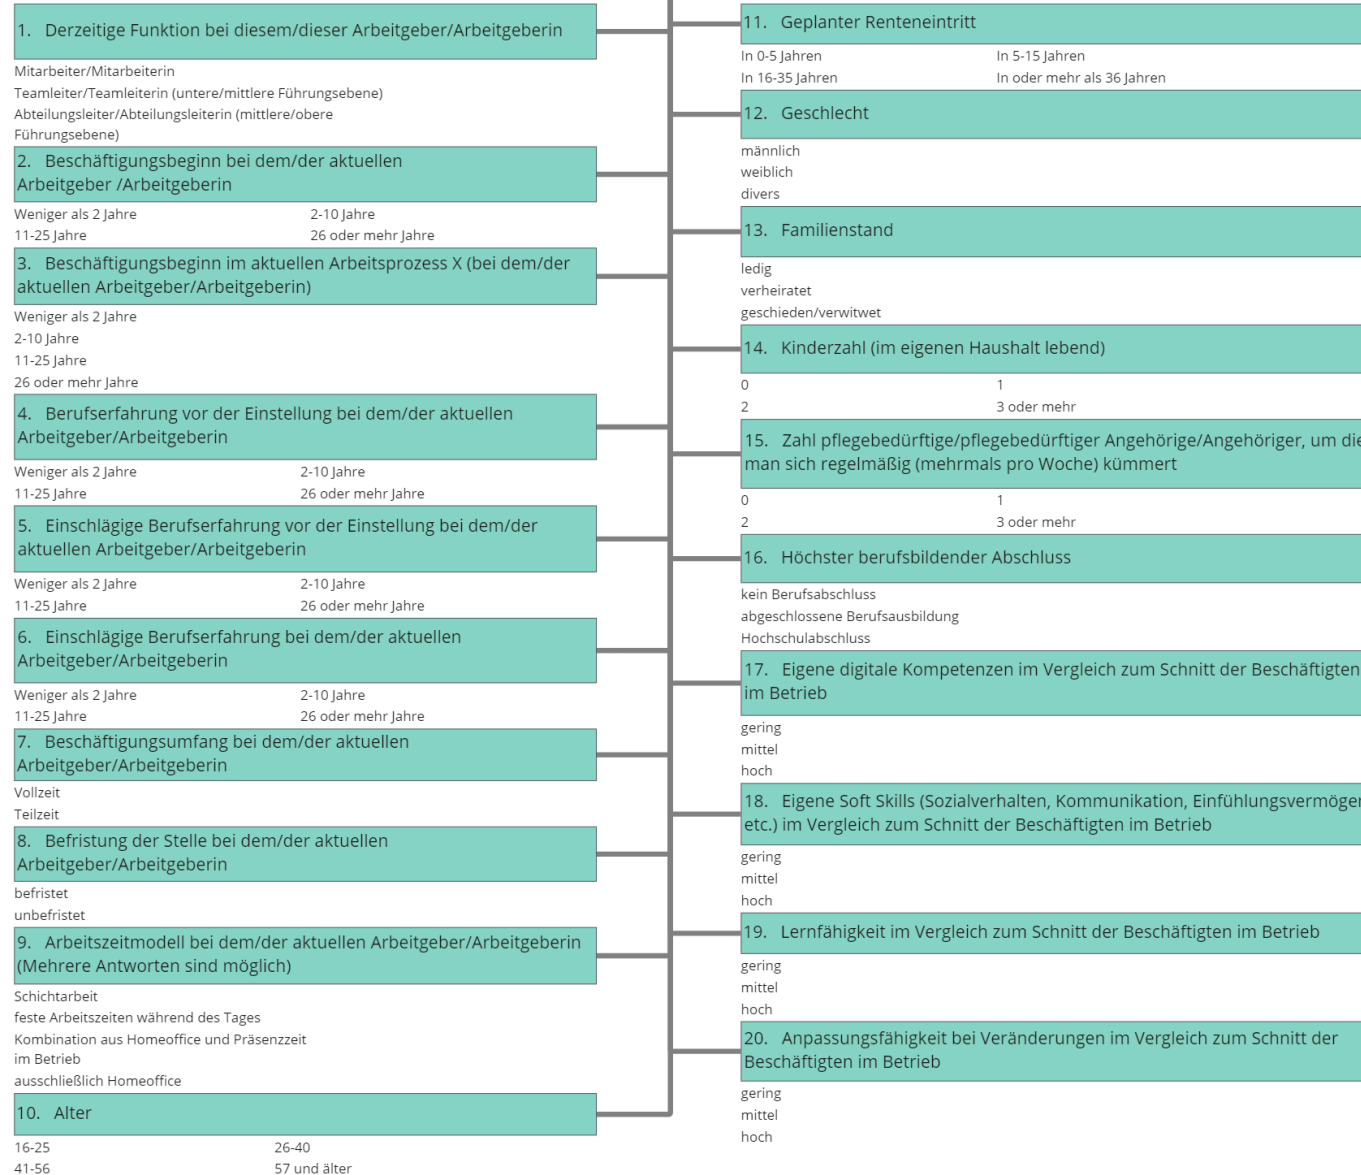 1. Derzeitige Funktion bei diesem/dieser Arbeitgeber/Arbeitgeberin
Mitarbeiter/Mitarbeiterin
Teamleiter/Teamleiterin (untere/mittlere Führungsebene)
Abteilungsleiter/Abteilungsleiterin (mittlere/obere
Führungsebene)
2. Beschäftigungsbeginn bei dem/der aktuellen
Arbeitgeber /Arbeitgeberin
Weniger als 2 Jahre 2-10 Jahre
11-25 Jahre 26 oder mehr Jahre
3. Beschäftigungsbeginn im aktuellen Arbeitsprozess X (bei dem/der
aktuellen Arbeitgeber/Arbeitgeberin)
Weniger als 2 Jahre
2-10 Jahre
11-25 Jahre
26 oder mehr Jahre
4. Berufserfahrung vor der Einstellung bei dem/der aktuellen
Arbeitgeber/Arbeitgeberin
Weniger als 2 Jahre 2-10 Jahre
11-25 Jahre 26 oder mehr Jahre
5. Einschlägige Berufserfahrung vor der Einstellung bei dem/der
aktuellen Arbeitgeber/Arbeitgeberin
Weniger als 2 Jahre 2-10 Jahre
11-25 Jahre 26 oder mehr Jahre
6. Einschlägige Berufserfahrung bei dem/der aktuellen
Arbeitgeber/Arbeitgeberin
Weniger als 2 Jahre 2-10 Jahre
11-25 Jahre 26 oder mehr Jahre
7. Beschäftigungsumfang bei dem/der aktuellen
Arbeitgeber/Arbeitgeberin
Vollzeit
Teilzeit
8. Befristung der Stelle bei dem/der aktuellen
Arbeitgeber/Arbeitgeberin
befristet
unbefristet
9. Arbeitszeitmodell bei dem/der aktuellen Arbeitgeber/Arbeitgeberin
(Mehrere Antworten sind möglich)
Schichtarbeit
feste Arbeitszeiten während des Tages
Kombination aus Homeoffice und Präsenzzeit
im Betrieb
ausschließlich Homeoffice
10. Alter
16-25 26-40
41-56 57 und älter
11. Geplanter Renteneintritt
In 0-5 Jahren In 5-15 Jahren
In 16-35 Jahren In oder mehr als 36 Jahren
12. Geschlecht
männlich
weiblich
divers
13. Familienstand
ledig
verheiratet
geschieden/verwitwet
14. Kinderzahl (im eigenen Haushalt lebend)
0 1
2 3 oder mehr
15. Zahl pflegebedürftige/pflegebedürftiger Angehörige/Angehöriger, um die
man sich regelmäßig (mehrmals pro Woche) kümmert
0 1
2 3 oder mehr
16. Höchster berufsbildender Abschluss
kein Berufsabschluss
abgeschlossene Berufsausbildung
Hochschulabschluss
17. Eigene digitale Kompetenzen im Vergleich zum Schnitt der Beschäftigten
im Betrieb
gering
mittel
hoch
18. Eigene Soft Skills (Sozialverhalten, Kommunikation, Einfühlungsvermögen
etc.) im Vergleich zum Schnitt der Beschäftigten im Betrieb
gering
mittel
hoch
19. Lernfähigkeit im Vergleich zum Schnitt der Beschäftigten im Betrieb
gering
mittel
hoch
20. Anpassungsfähigkeit bei Veränderungen im Vergleich zum Schnitt der
Beschäftigten im Betrieb
gering
mittel
hoch